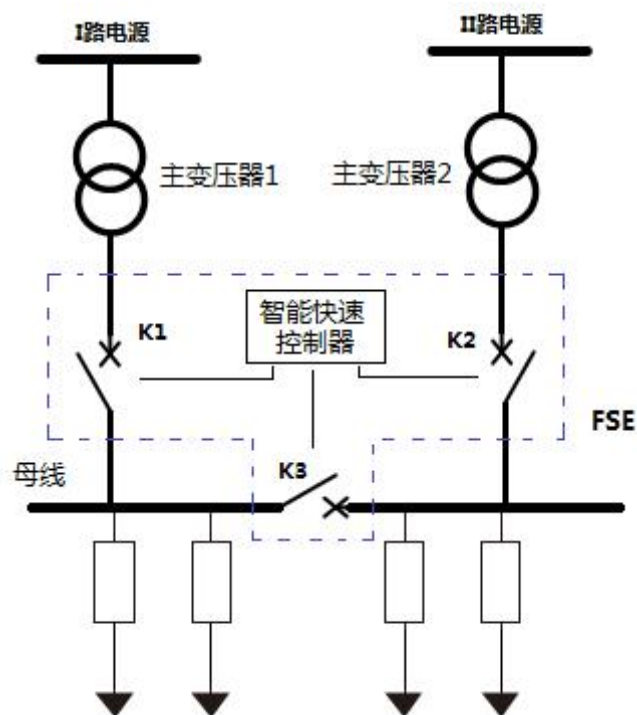 I路电源
II路电源
主变压器1
主变压器2
智能快速
控制器
K1
K2
FSE
K3
母线